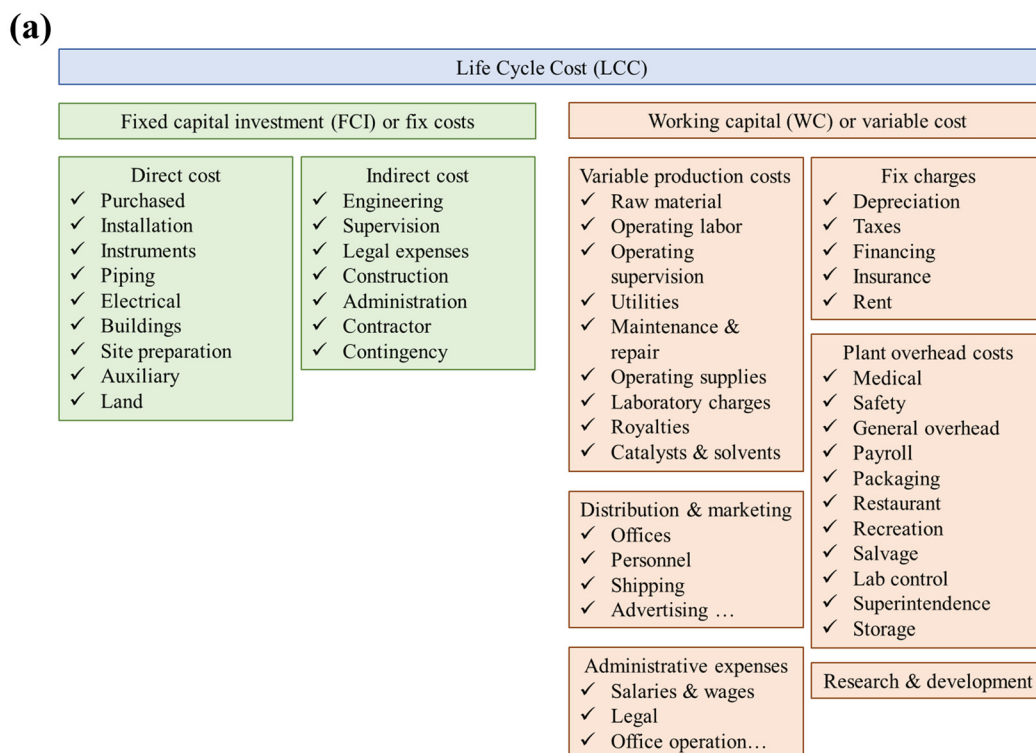 (a)
Life Cycle Cost (LCC)
Fixed capital investment (FCI) or fix costs
Direct cost
✓ Purchased
✓ Installation
✓ Instruments
✓ Piping
✓ Electrical
✓ Buildings
✓ Site preparation
✓ Auxiliary
✓ Land
Indirect cost
✓ Engineering
✓ Supervision
✓ Legal expenses
✓ Construction
✓ Administration
✓ Contractor
✓ Contingency
Working capital (WC) or variable cost
Variable production costs
✓ Raw material
✓ Operating labor
✓ Operating
supervision
✓ Utilities
✓ Maintenance &
repair
✓ Operating supplies
✓ Laboratory charges
✓ Royalties
✓ Catalysts & solvents
Distribution & marketing
✓ Offices
✓ Personnel
✓ Shipping
✓ Advertising …
Administrative expenses
✓ Salaries & wages
✓ Legal
✓ Office operation…
Fix charges
✓ Depreciation
✓ Taxes
✓ Financing
✓ Insurance
✓ Rent
Plant overhead costs
✓ Medical
✓ Safety
✓ General overhead
✓ Payroll
✓ Packaging
✓ Restaurant
✓ Recreation
✓ Salvage
✓ Lab control
✓ Superintendence
✓ Storage
Research & development